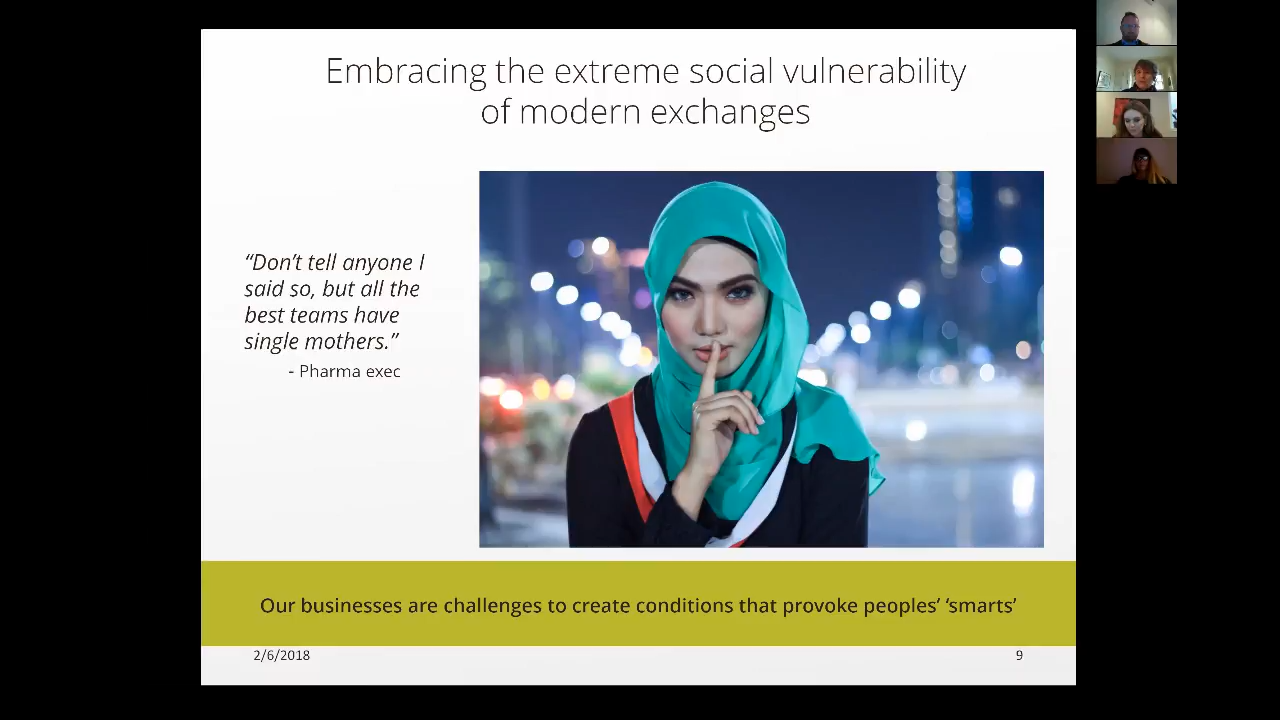 Embracing the extreme social vulnerability
of modern exchanges
“Don’t tell anyone I
said so, but all the
best teams have
single mothers.”
- Pharma exec
Our businesses are challenges to create conditions that provoke peoples’ ‘smarts’
2/6/2018
9